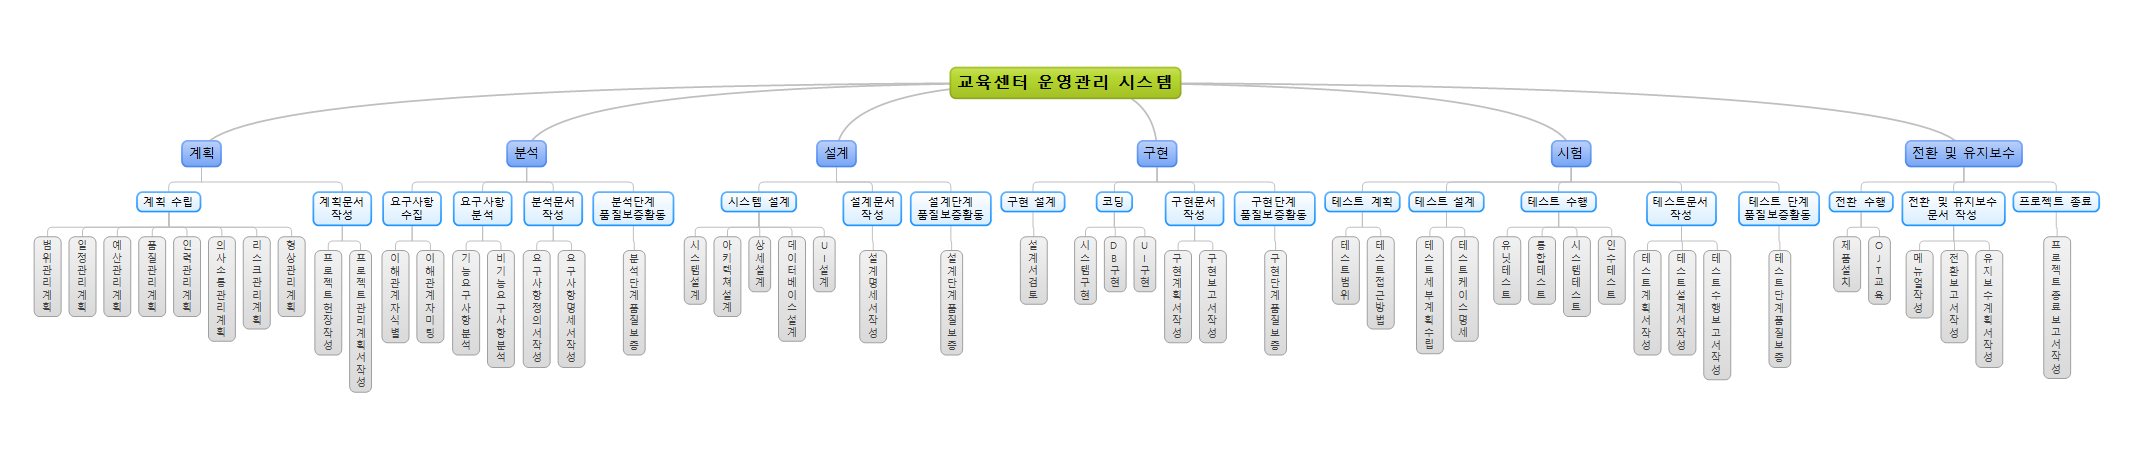 교육센터 운영관리 시스템
계획
분석
설계
구현
시험
전환 및 유지보수
계획 수립
계획문서
작성
요구사항
수집
요구사항
분석
분석문서
작성
분석단계
품질보증활동
시스템 설계
설계문서
작성
설계단계
품질보증활동
구현 설계
코딩
구현문서
작성
구현단계
품질보증활동
테스트 계획
테스트 설계
테스트 수행
테스트문서
작성
테스트 단계
품질보증활동
전환 수행
전환 및 유지보수
문서 작성
프로젝트 종료
범위관리계획
일정관리계획
예산관리계획
품질관리계획
인력관리계획
의사소통관리계획
리스크관리계획
형상관리계획
프로젝트헌장작성
프로젝트관리계획서작성
이해관계자식별
이해관계자미팅
기능요구사항분석
비기능요구사항분석
요구사항정의서작성
요구사항명세서작성
분석단계품질보증
시스템설계
아키텍쳐설계
상세설계
데이터베이스설계
UI설계
설계명세서작성
설계단계품질보증
설계서검토
시스템구현
DB구현
UI구현
구현계획서작성
구현보고서작성
구현단계품질보증
테스트범위
테스트접근방법
테스트세부계획수립
테스트케이스명세
유닛테스트
통합테스트
시스템테스트
인수테스트
테스트계획서작성
테스트설계서작성
테스트수행보고서작성
테스트단계품질보증
제품설치
OJT교육
메뉴얼작성
전환보고서작성
유지보수계획서작성
프로젝트종료보고서작성